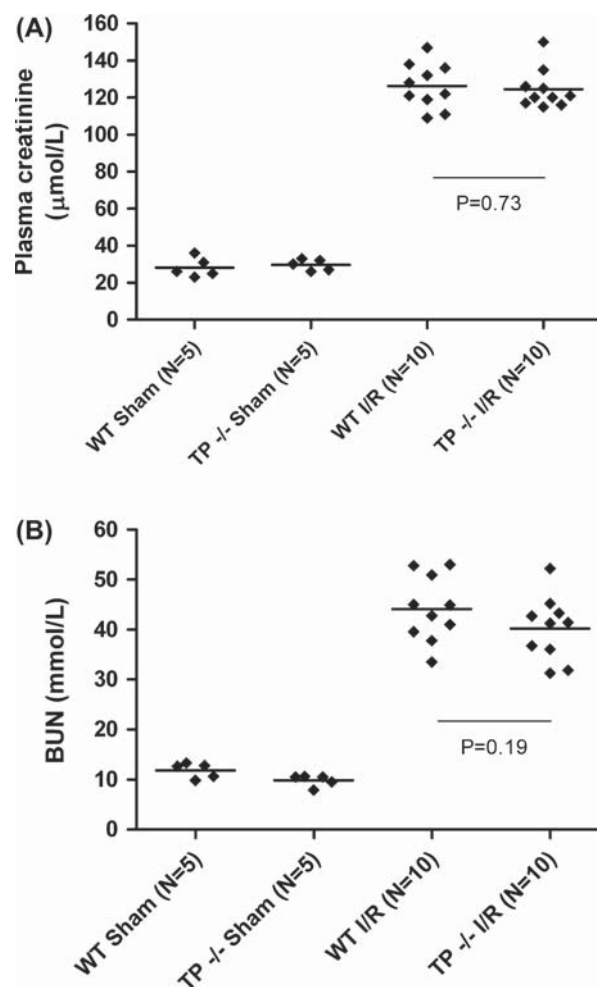 (A)
Plasma creatinine
(μmol/L)
160
140
120
100
80
60
40
20
0
P=0.73
WT Sham (N=5)
TP -/- Sham (N=5)
WT I/R (N=10)
TP -/- I/R (N=10)
(B)
BUN (mmol/L)
60
50
40
30
20
10
0
P=0.19
WT Sham (N=5)
TP -/- Sham (N=5)
WT I/R (N=10)
TP -/- I/R (N=10)